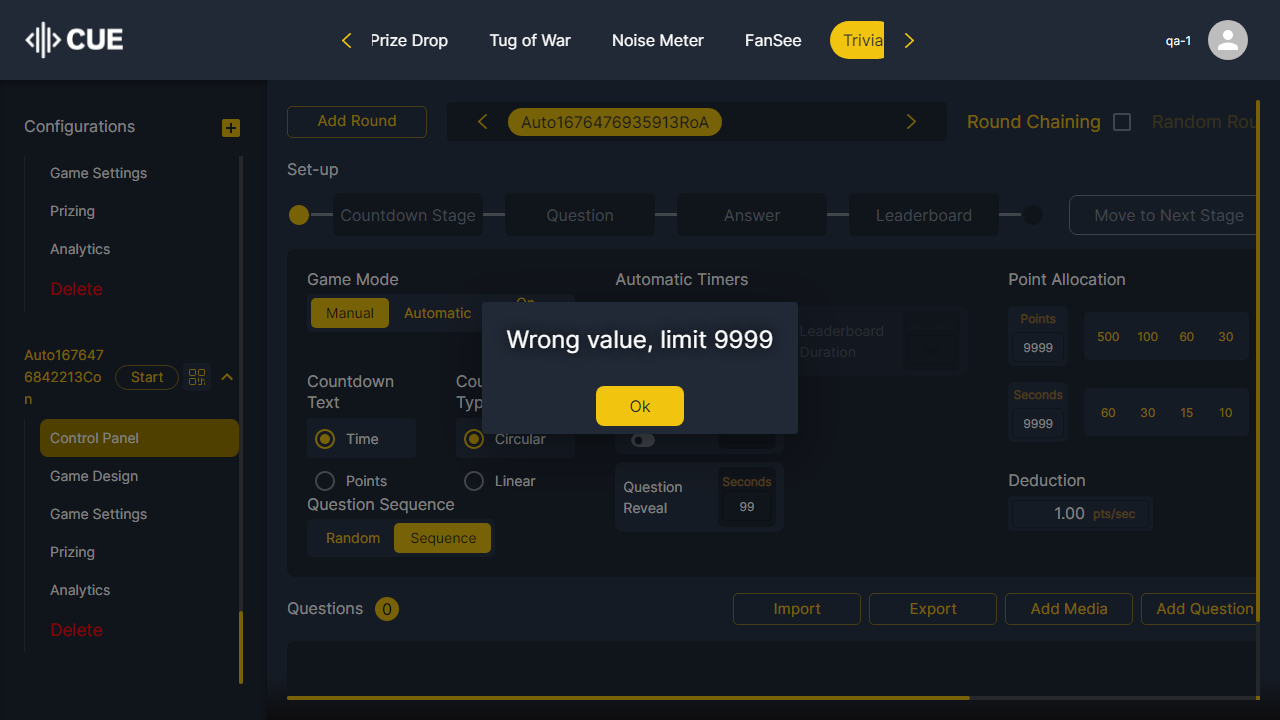 CUE
Prize Drop
Tug of War
Noise Meter
FanSee
Trivia
qa-1
Configurations
Game Settings
Prizing
Analytics
Delete
Auto167647
6842213Co
n
Start
Control Panel
Game Design
Game Settings
Prizing
Analytics
Delete
Add Round
Auto1676476935913RoA
Round Chaining
Random Rou
Set-up
Countdown Stage
Question
Answer
Leaderboard
Move to Next Stage
Game Mode
Manual
Automatic
Automatic Timers
Leaderboard
Duration
Point Allocation
Points
9999
500
100
60
30
Seconds
9999
60
30
15
10
Deduction
1.00 pts/sec
Wrong value, limit 9999
Ok
Countdown
Text
Time
Points
Cou
Typ
Circular
Linear
Question Sequence
Random
Sequence
Question
Reveal
Seconds
99
Questions
0
Import
Export
Add Media
Add Question